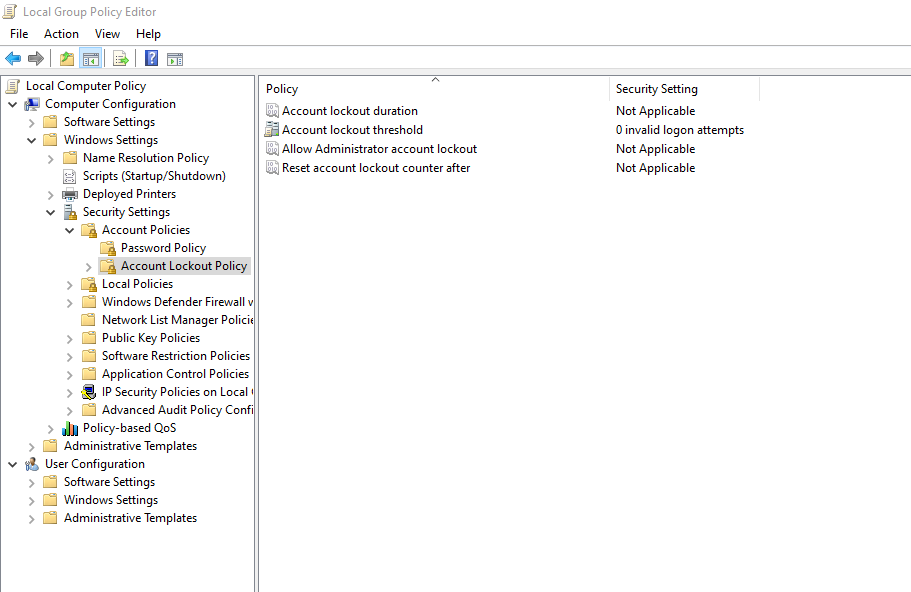 Local Group Policy Editor
File Action View Help
Local Computer Policy
Computer Configuration
Software Settings
Windows Settings
Name Resolution Policy
Scripts (Startup/Shutdown)
Deployed Printers
Security Settings
Account Policies
Password Policy
Account Lockout Policy
Local Policies
Windows Defender Firewall w
Network List Manager Policie
Public Key Policies
Software Restriction Policies
Application Control Policies
IP Security Policies on Local
Advanced Audit Policy Confi
Policy-based QoS
Administrative Templates
User Configuration
Software Settings
Windows Settings
Administrative Templates
Policy Security Setting
Account lockout duration Not Applicable
Account lockout threshold 0 invalid logon attempts
Allow Administrator account lockout Not Applicable
Reset account lockout counter after Not Applicable